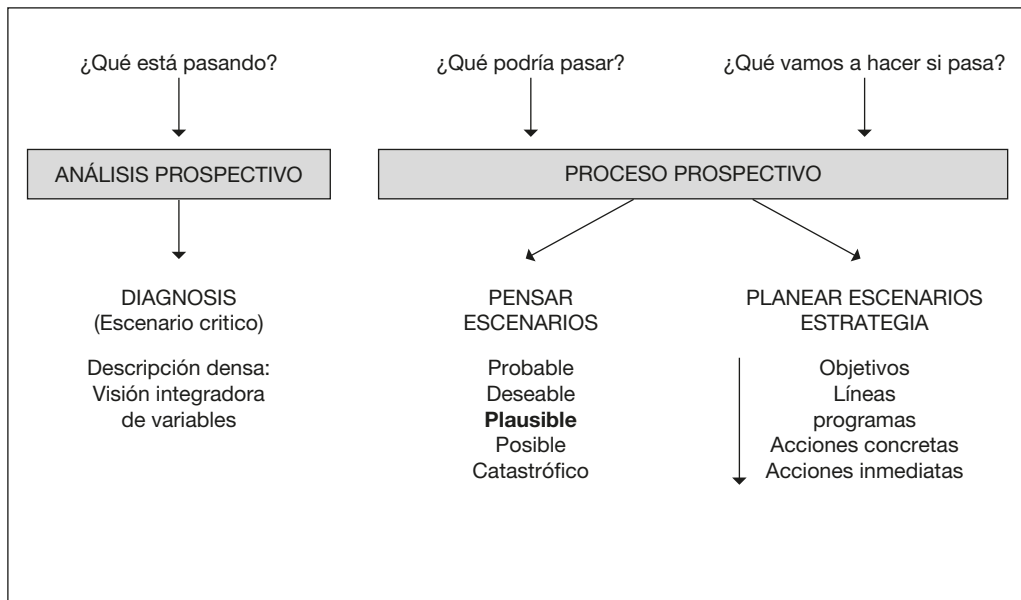 ¿Qué está pasando?
¿Qué podría pasar?
¿Qué vamos a hacer si pasa?
ANÁLISIS PROSPECTIVO
PROCESO PROSPECTIVO
DIAGNOSIS
(Escenario critico)
Descripción densa:
Visión integradora
de variables
PENSAR
ESCENARIOS
Probable
Deseable
Plausible
Posible
Catastrófico
PLANEAR ESCENARIOS
ESTRATEGIA
Objetivos
Líneas
programas
Acciones concretas
Acciones inmediatas